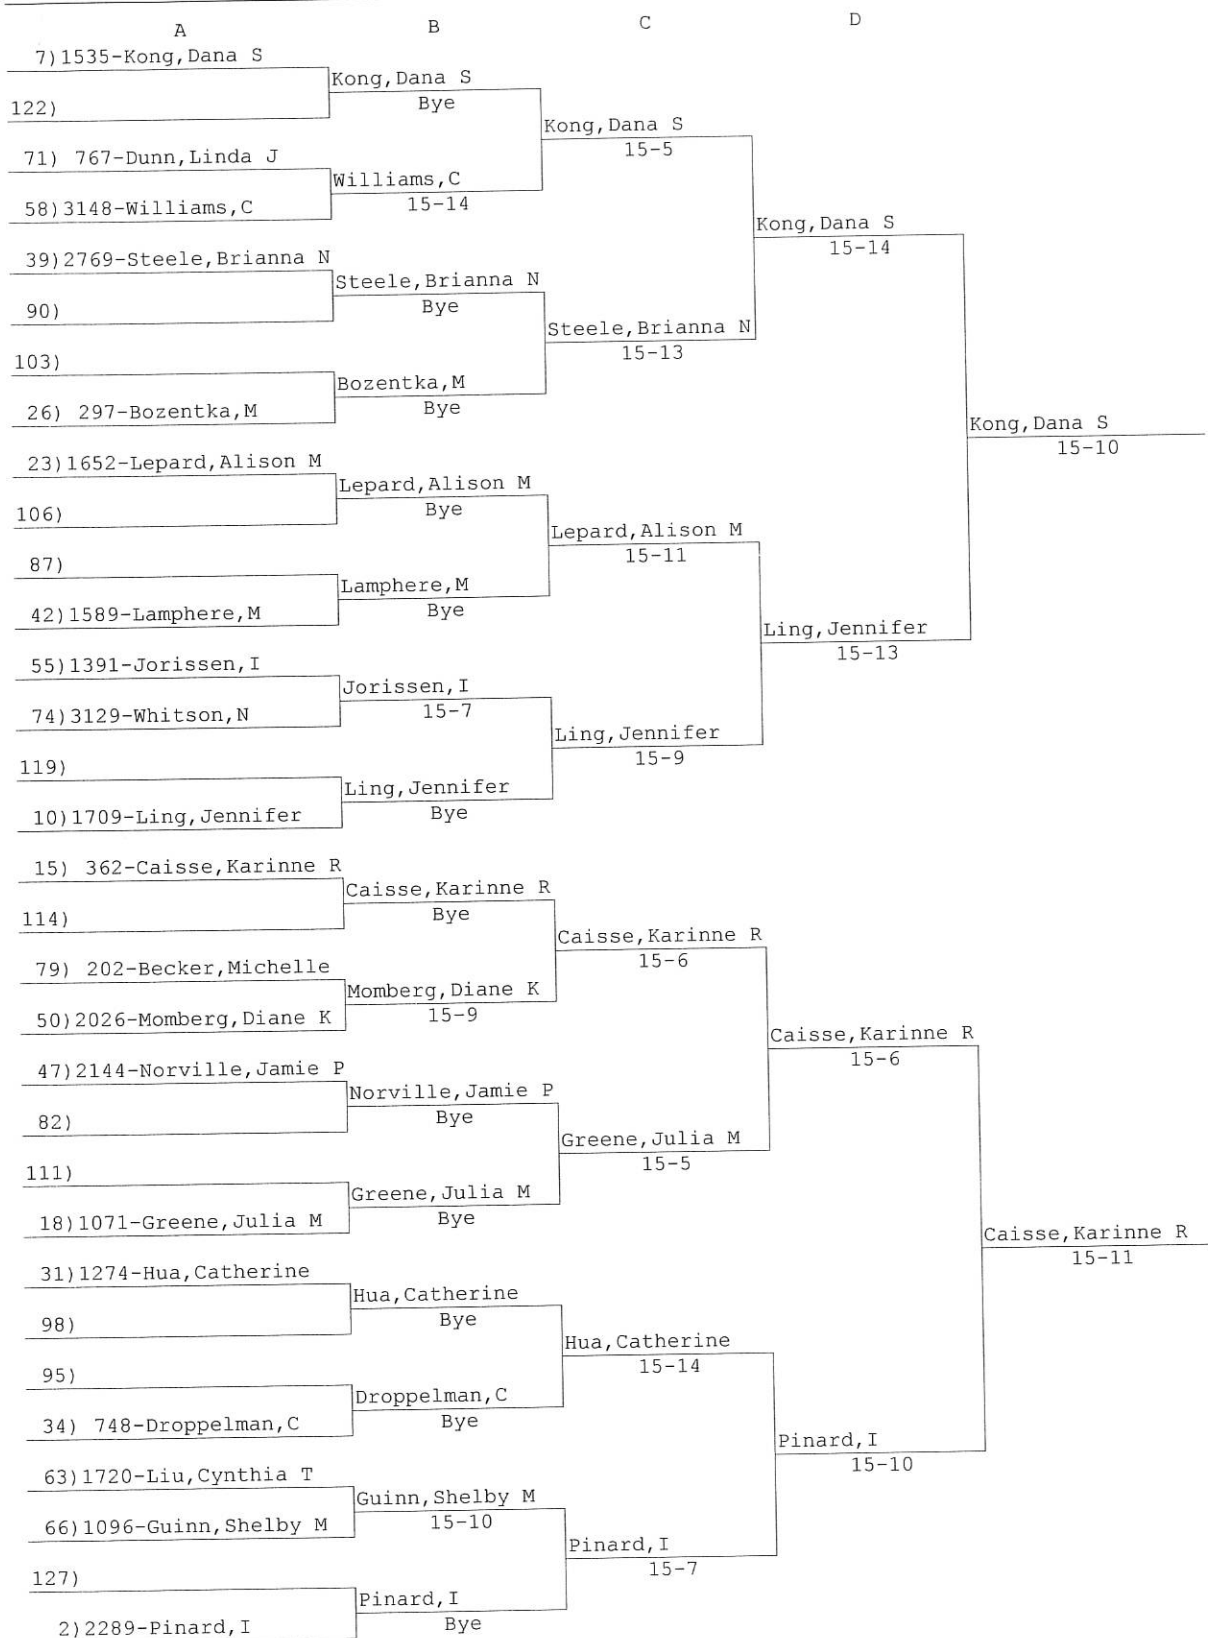 A B C D
7)1535-Kong,Dana S
Kong,Dana S
122)
Bye
Kong,Dana S
15-5
71) 767-Dunn,Linda J
Williams,C
58)3148-Williams,C
15-14
Kong,Dana S
15-14
39)2769-Steele,Brianna N
Steele,Brianna N
90)
Bye
Steele,Brianna N
15-13
103)
Bozentka,M
26) 297-Bozentka,M
Bye
Kong,Dana S
15-10
23)1652-Lepard,Alison M
Lepard,Alison M
106)
Bye
Lepard,Alison M
15-11
87)
Lamphere,M
42)1589-Lamphere,M
Bye
Ling,Jennifer
15-13
55)1391-Jorissen,I
Jorissen,I
74)3129-Whitson,N
15-7
Ling,Jennifer
15-9
119)
Ling,Jennifer
10)1709-Ling,Jennifer
Bye
15) 362-Caisse,Karinne R
Caisse,Karinne R
114)
Bye
Caisse,Karinne R
15-6
79) 202-Becker,Michelle
Momberg,Diane K
50)2026-Momberg,Diane K
15-9
Caisse,Karinne R
15-6
47)2144-Norville,Jamie P
Norville,Jamie P
82)
Bye
Greene,Julia M
15-5
111)
Greene,Julia M
18)1071-Greene,Julia M
Bye
Caisse,Karinne R
15-11
31)1274-Hua,Catherine
Hua,Catherine
98)
Bye
Hua,Catherine
15-14
95)
Droppelman,C
34) 748-Droppelman,C
Bye
Pinard,I
15-10
63)1720-Liu,Cynthia T
Guinn,Shelby M
66)1096-Guinn,Shelby M
15-10
Pinard,I
15-7
127)
Pinard,I
2)2289-Pinard,I
Bye